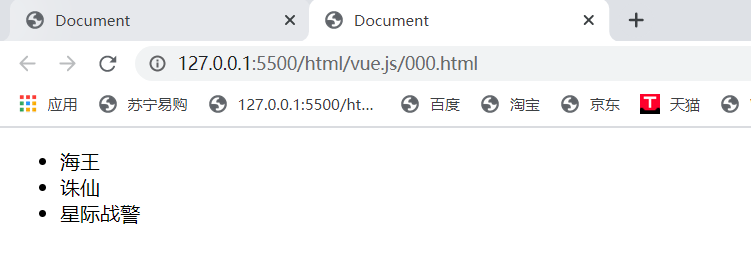 Document
Document
127.0.0.1:5500/html/vue.js/000.html
应用 苏宁易购 127.0.0.1:5500/ht... 百度 淘宝 京东 T 天猫
海王
诛仙
星际战警